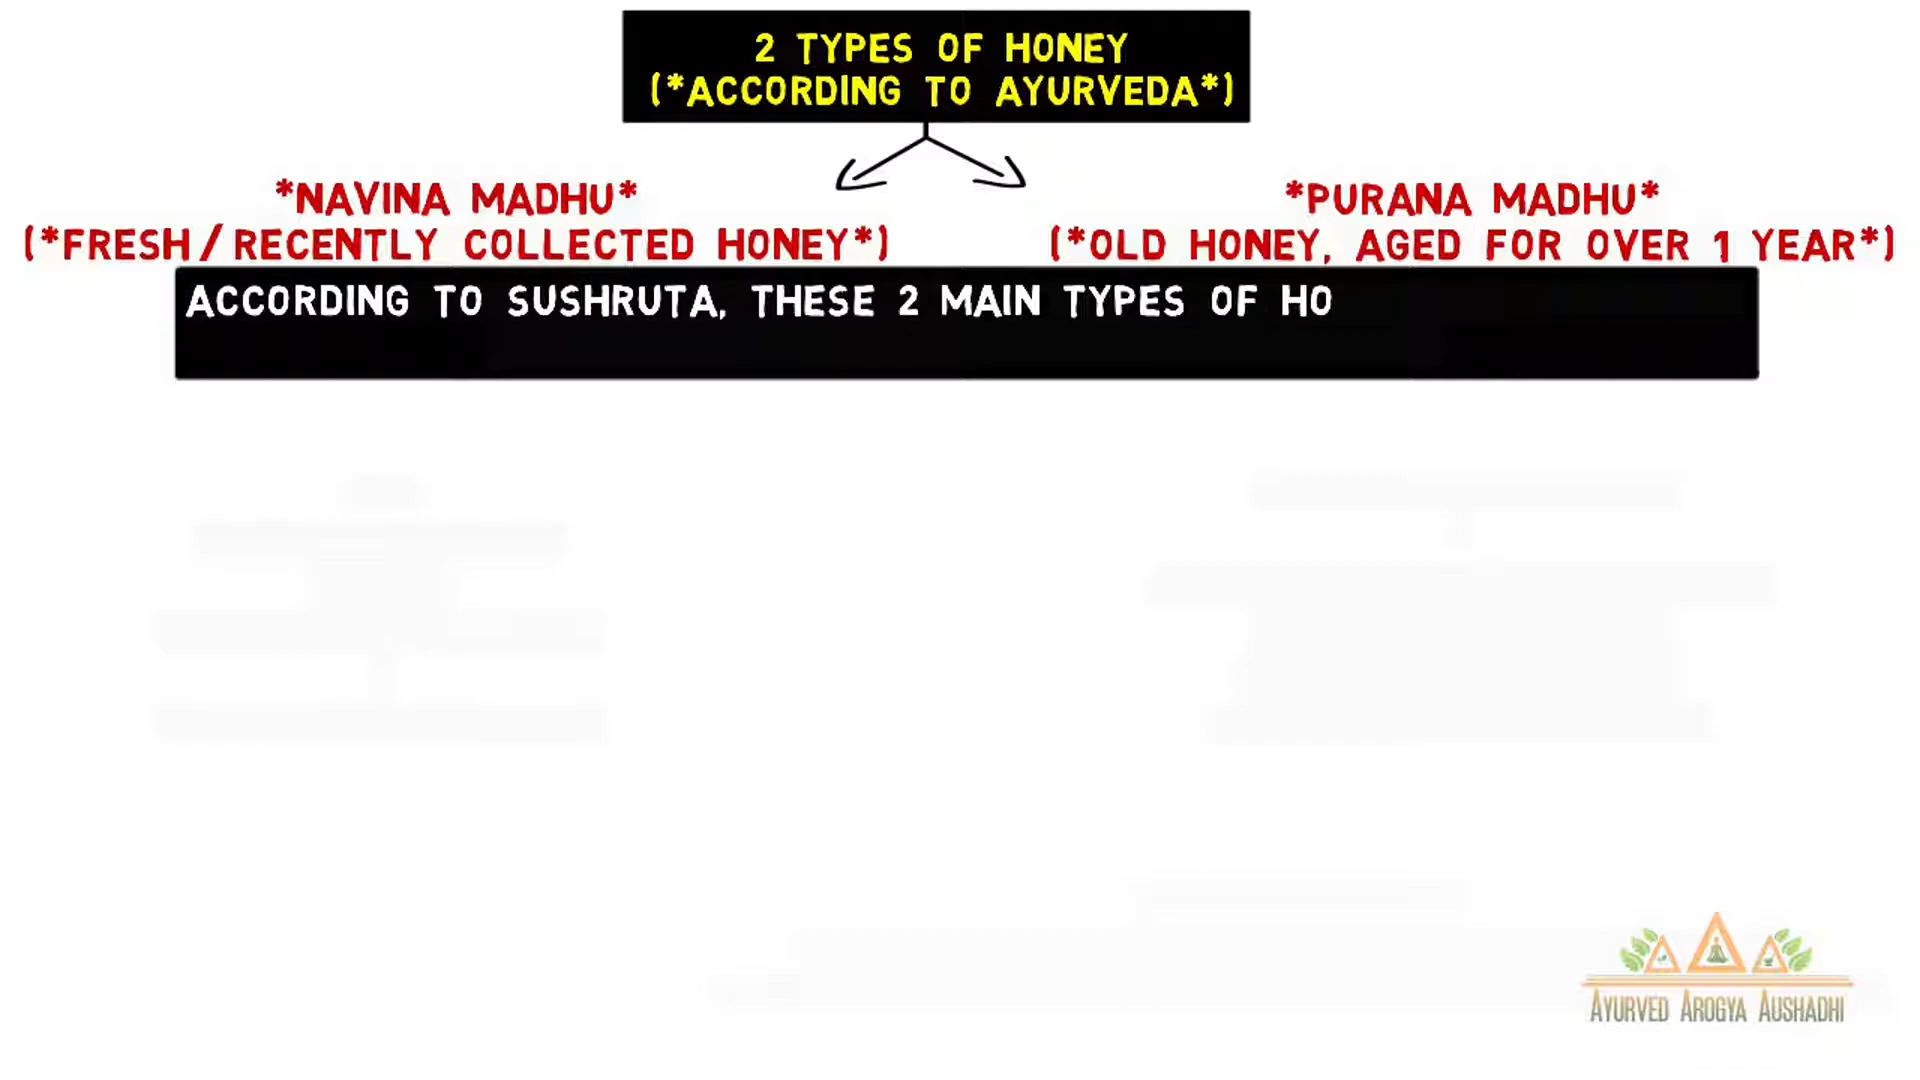 2 TYPES OF HONEY
(*ACCORDING TO AYURVEDA*)
*NAVINA MADHU*
(*FRESH/RECENTLY COLLECTED HONEY*)
*PURANA MADHU*
(*OLD HONEY, AGED FOR OVER 1 YEAR*)
ACCORDING TO SUSHRUTA, THESE 2 MAIN TYPES OF HO
AYURVED AROGYA AUSHADHI